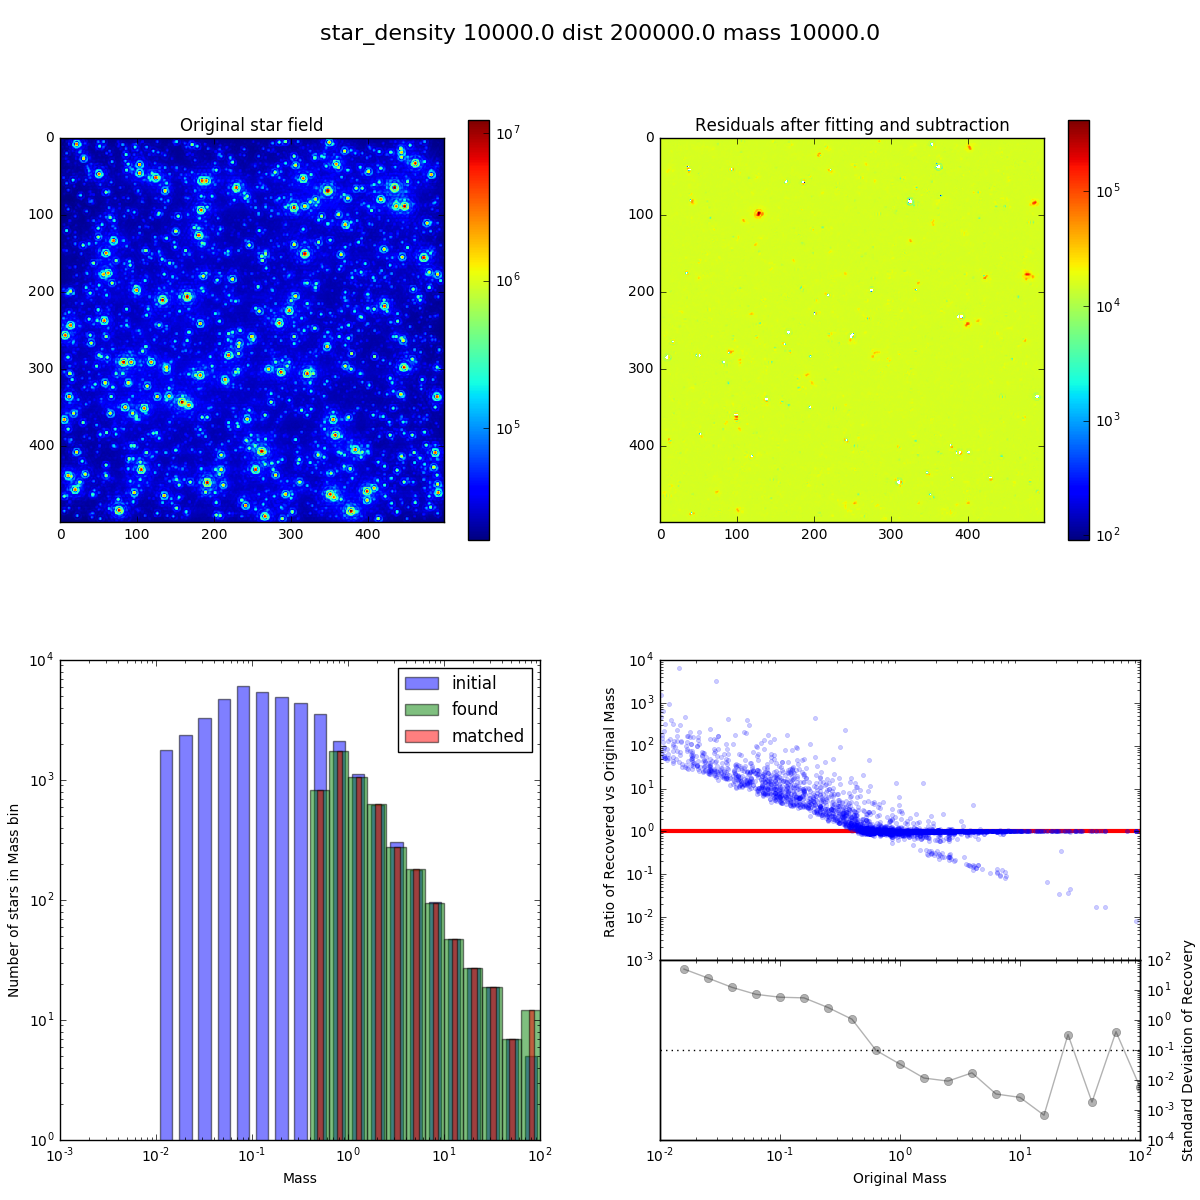 star_density 10000.0 dist 200000.0 mass 10000.0
Original star field
0
100
200
300
400
0 100 200 300 400
10^7
10^6
10^5
Residuals after fitting and subtraction
0
100
200
300
400
0 100 200 300 400
10^5
10^4
10^3
10^2
Number of stars in Mass bin
10^4
10^3
10^2
10^1
10^0
initial
found
matched
10^-3 10^-2 10^-1 10^0 10^1 10^2
Mass
Ratio of Recovered vs Original Mass
10^4
10^3
10^2
10^1
10^0
10^-1
10^-2
10^-3
10^2
10^1
10^0
10^-1
10^-2
10^-3
10^-4
Standard Deviation of Recovery
10^-2 10^-1 10^0 10^1 10^2
Original Mass